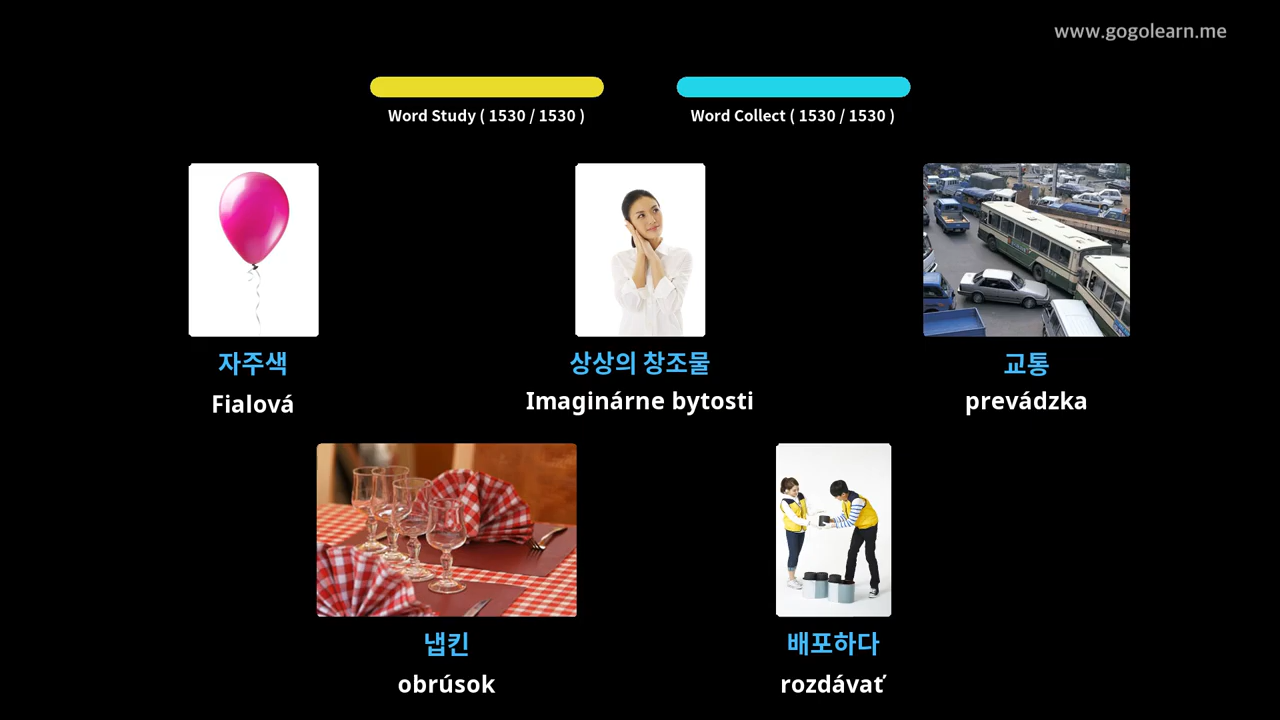 www.gogolearn.me
Word Study ( 1530 / 1530 )
Word Collect ( 1530 / 1530 )
자주색
Fialová
상상의 창조물
Imaginárne bytosti
교통
prevádzka
냅킨
obrúsok
배포하다
rozdávať